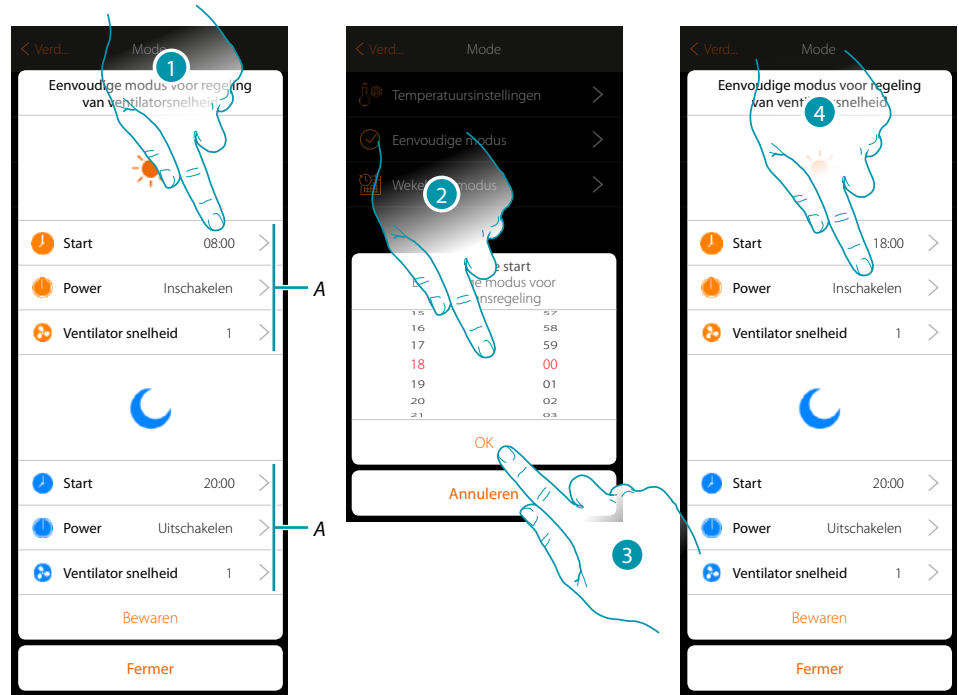 < Verd...
Mode
1
Eenvoudige modus voor regeling
van ventilatorsnelheid
Start 08:00
Power Inschakelen
Ventilator snelheid 1
A
Start 20:00
Power Uitschakelen
Ventilator snelheid 1
A
Bewaren
Fermer
< Verd...
Mode
Temperatuursinstellingen
Eenvoudige modus
modus
2
start
modus voor
15 57
16 58
17 59
18 00
19 01
20 02
21 03
OK
Annuleren
3
< Verd...
Mode
4
Eenvoudige modus voor regeling
van ventilatorsnelheid
Start 18:00
Power Inschakelen
Ventilator snelheid 1
Start 20:00
Power Uitschakelen
Ventilator snelheid 1
Bewaren
Fermer